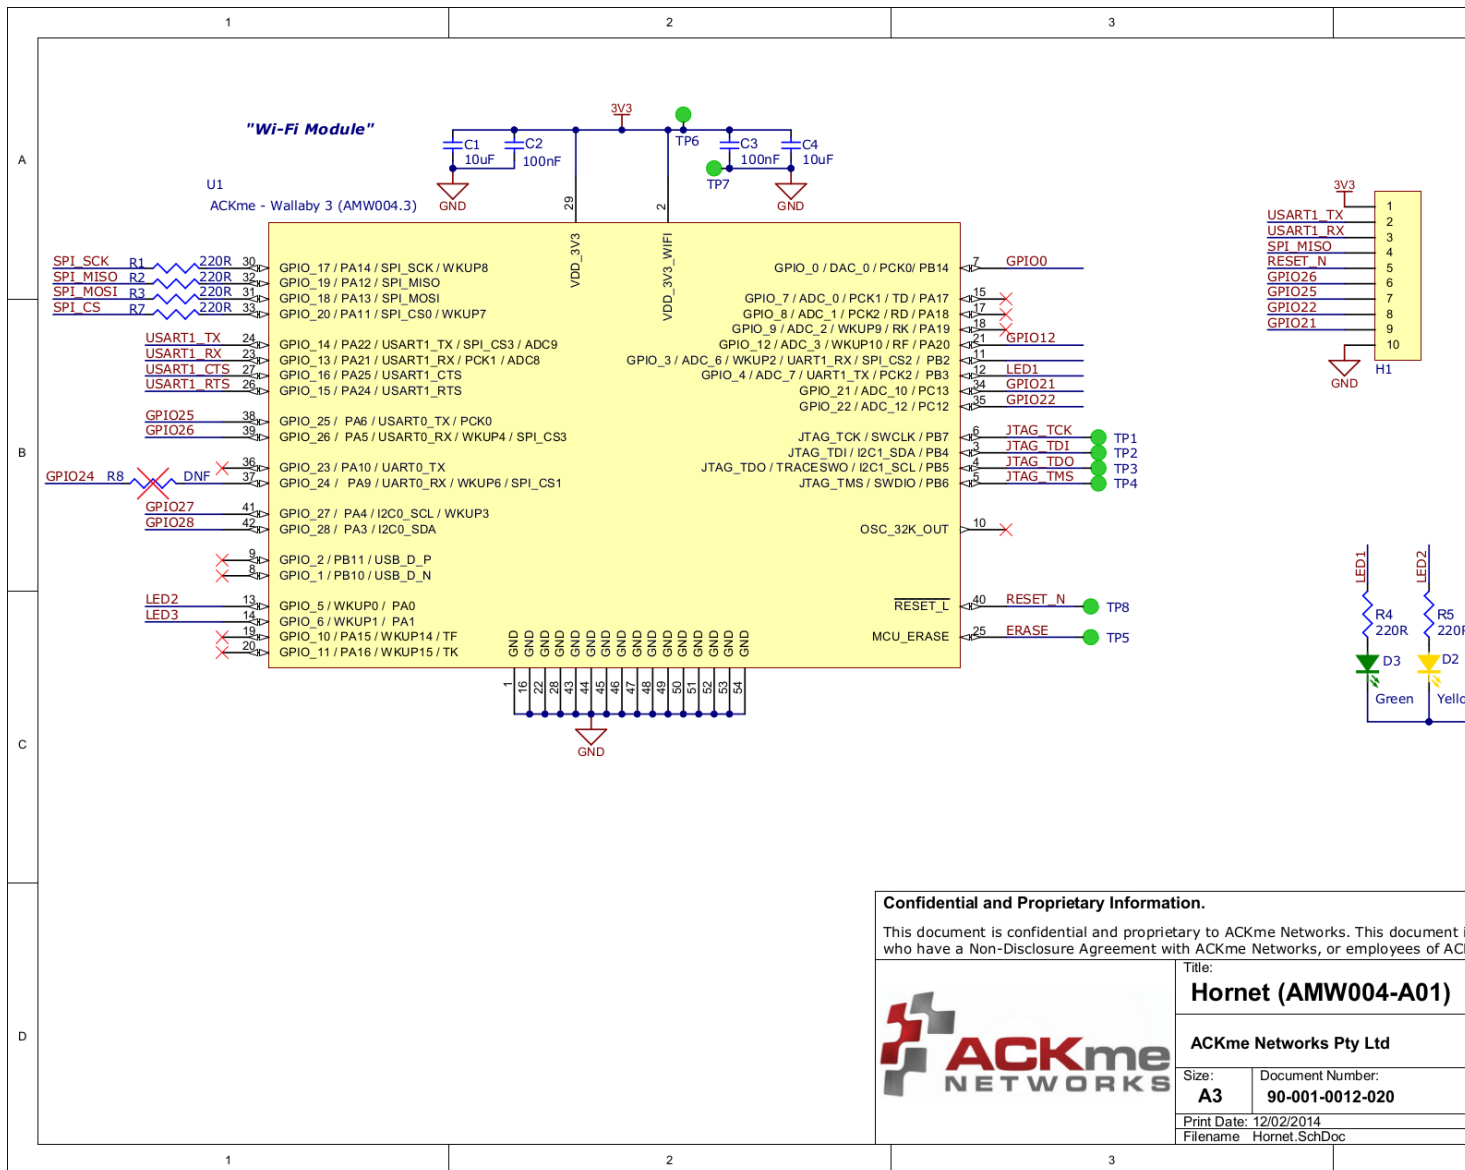 1 2 3
A
B
C
D
"Wi-Fi Module"
3V3
TP6
C1
10uF
C2
100nF
C3
100nF
C4
10uF
TP7
GND
GND
U1
ACKme - Wallaby 3 (AMW004.3)
29
VDD_3V3
2
VDD_3V3_WIFI
SPI_SCK R1 220R 30 GPIO_17 / PA14 / SPI_SCK / WKUP8
SPI_MISO R2 220R 32 GPIO_19 / PA12 / SPI_MISO
SPI_MOSI R3 220R 31 GPIO_18 / PA13 / SPI_MOSI
SPI_CS R7 220R 33 GPIO_20 / PA11 / SPI_CS0 / WKUP7
USART1_TX 24 GPIO_14 / PA22 / USART1_TX / SPI_CS3 / ADC9
USART1_RX 23 GPIO_13 / PA21 / USART1_RX / PCK1 / ADC8
USART1_CTS 27 GPIO_16 / PA25 / USART1_CTS
USART1_RTS 26 GPIO_15 / PA24 / USART1_RTS
GPIO25 38 GPIO_25 / PA6 / USART0_TX / PCK0
GPIO26 39 GPIO_26 / PA5 / USART0_RX / WKUP4 / SPI_CS3
36 GPIO_23 / PA10 / UART0_TX
GPIO24 R8 DNF 37 GPIO_24 / PA9 / UART0_RX / WKUP6 / SPI_CS1
GPIO27 41 GPIO_27 / PA4 / I2C0_SCL / WKUP3
GPIO28 42 GPIO_28 / PA3 / I2C0_SDA
9 GPIO_2 / PB11 / USB_D_P
8 GPIO_1 / PB10 / USB_D_N
LED2 13 GPIO_5 / WKUP0 / PA0
LED3 14 GPIO_6 / WKUP1 / PA1
19 GPIO_10 / PA15 / WKUP14 / TF
20 GPIO_11 / PA16 / WKUP15 / TK
GPIO_0 / DAC_0 / PCK0/ PB14 7 GPIO0
GPIO_7 / ADC_0 / PCK1 / TD / PA17 15
GPIO_8 / ADC_1 / PCK2 / RD / PA18 17
GPIO_9 / ADC_2 / WKUP9 / RK / PA19 18
GPIO_12 / ADC_3 / WKUP10 / RF / PA20 21 GPIO12
GPIO_3 / ADC_6 / WKUP2 / UART1_RX / SPI_CS2 / PB2 11
GPIO_4 / ADC_7 / UART1_TX / PCK2 / PB3 12 LED1
GPIO_21 / ADC_10 / PC13 34 GPIO21
GPIO_22 / ADC_12 / PC12 35 GPIO22
JTAG_TCK / SWCLK / PB7 6 JTAG_TCK TP1
JTAG_TDI / I2C1_SDA / PB4 3 JTAG_TDI TP2
JTAG_TDO / TRACESWO / I2C1_SCL / PB5 4 JTAG_TDO TP3
JTAG_TMS / SWDIO / PB6 5 JTAG_TMS TP4
OSC_32K_OUT 10
RESET_L 40 RESET_N TP8
MCU_ERASE 25 ERASE TP5
GND GND GND GND GND GND GND GND GND GND GND GND GND GND GND GND
1 16 22 28 43 44 45 46 47 48 49 50 51 52 53 54
GND
3V3
1
USART1_TX 2
USART1_RX 3
SPI_MISO 4
RESET_N 5
GPIO26 6
GPIO25 7
GPIO22 8
GPIO21 9
10
GND
H1
LED1 LED2
R4 R5
220R 220R
D3 D2
Green Yello
Confidential and Proprietary Information.
This document is confidential and proprietary to ACKme Networks. This document
who have a Non-Disclosure Agreement with ACKme Networks, or employees of AC
ACKme
NETWORKS
Title:
Hornet (AMW004-A01)
ACKme Networks Pty Ltd
Size: Document Number:
A3 90-001-0012-020
Print Date: 12/02/2014
Filename Hornet.SchDoc
1 2 3